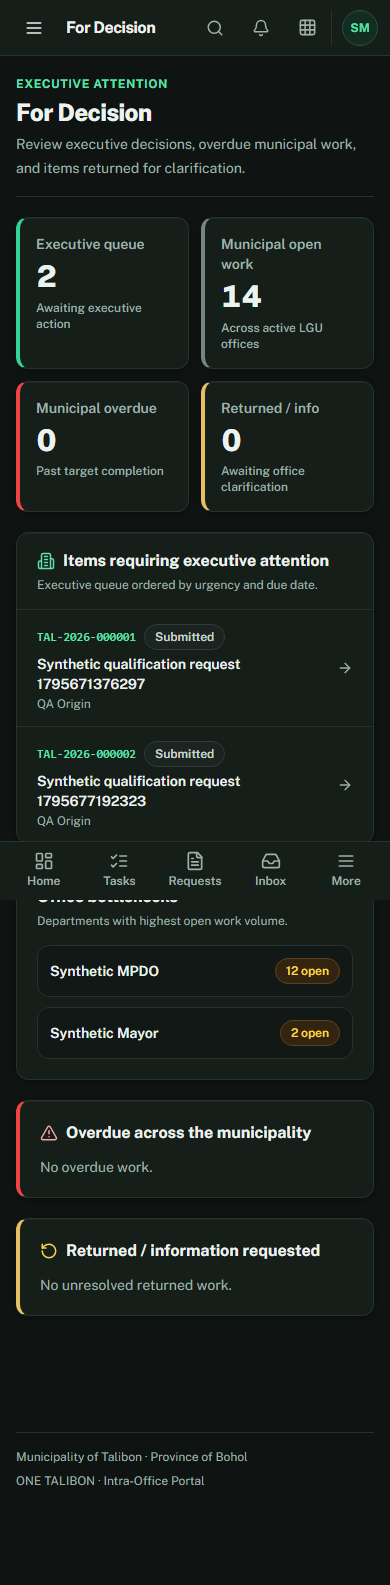 For Decision
SM
EXECUTIVE ATTENTION
For Decision
Review executive decisions, overdue municipal work,
and items returned for clarification.
Executive queue
2
Awaiting executive
action
Municipal open
work
14
Across active LGU
offices
Municipal overdue
0
Past target completion
Returned / info
0
Awaiting office
clarification
Items requiring executive attention
Executive queue ordered by urgency and due date.
TAL-2026-000001 Submitted
Synthetic qualification request
1795671376297
QA Origin
TAL-2026-000002 Submitted
Synthetic qualification request
1795677192323
QA Origin
Home Tasks Requests Inbox More
Departments with highest open work volume.
Synthetic MPDO 12 open
Synthetic Mayor 2 open
Overdue across the municipality
No overdue work.
Returned / information requested
No unresolved returned work.
Municipality of Talibon · Province of Bohol
ONE TALIBON · Intra-Office Portal